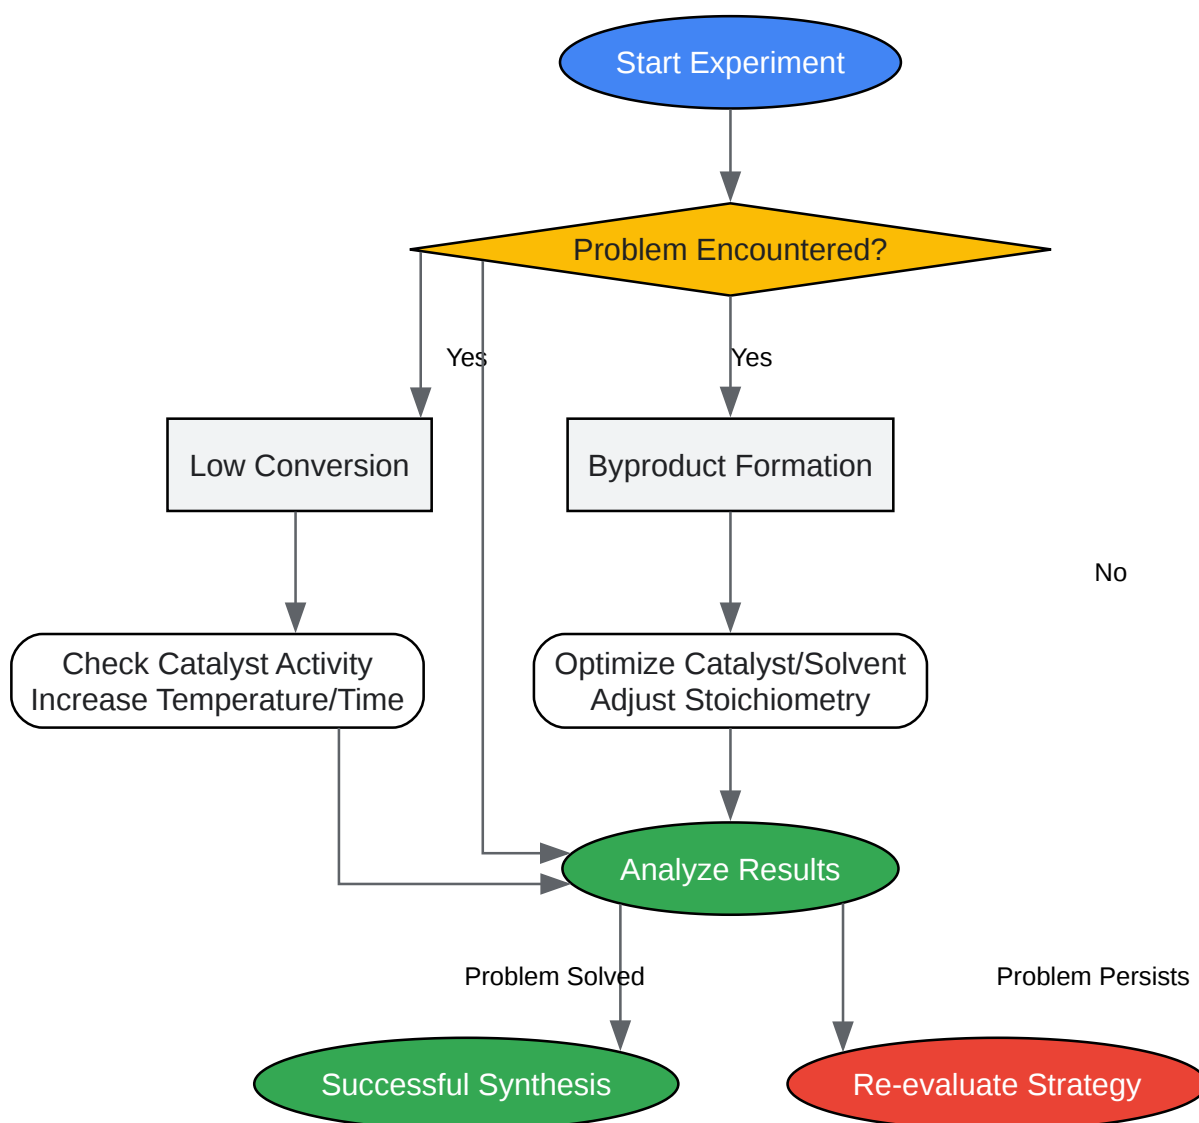 Start Experiment
Problem Encountered?
Yes
Yes
Low Conversion
Byproduct Formation
No
Check Catalyst Activity
Increase Temperature/Time
Optimize Catalyst/Solvent
Adjust Stoichiometry
Analyze Results
Problem Solved
Problem Persists
Successful Synthesis
Re-evaluate Strategy